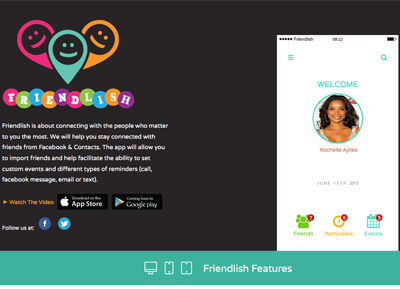 FRIENDLISH
Friendlish is about connecting with the people who matter
to you the most. We will help you stay connected with
friends from Facebook & Contacts. The app will allow you
to import friends and help facilitate the ability to set
custom events and different types of reminders (call,
facebook message, email or text).
Watch The Video
Download on the
App Store
Coming Soon to
Google play
Follow us at:
Friendlish
08:22
WELCOME
Rochelle Aytes
JUNE 15TH 2015
7
6
5
Friends
Reminders
Events
Friendlish Features